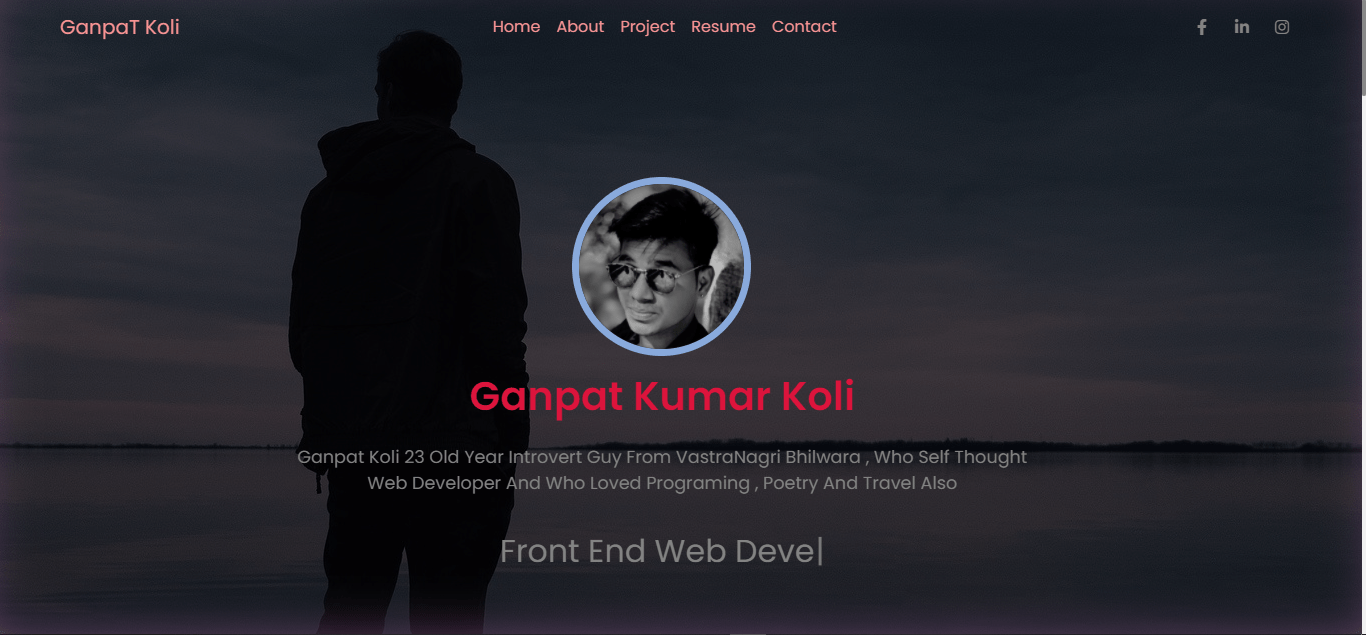 GanpaT Koli
Home About Project Resume Contact
Ganpat Kumar Koli
Ganpat Koli 23 Old Year Introvert Guy From VastraNagri Bhilwara , Who Self Thought
Web Developer And Who Loved Programing , Poetry And Travel Also
Front End Web Deve|